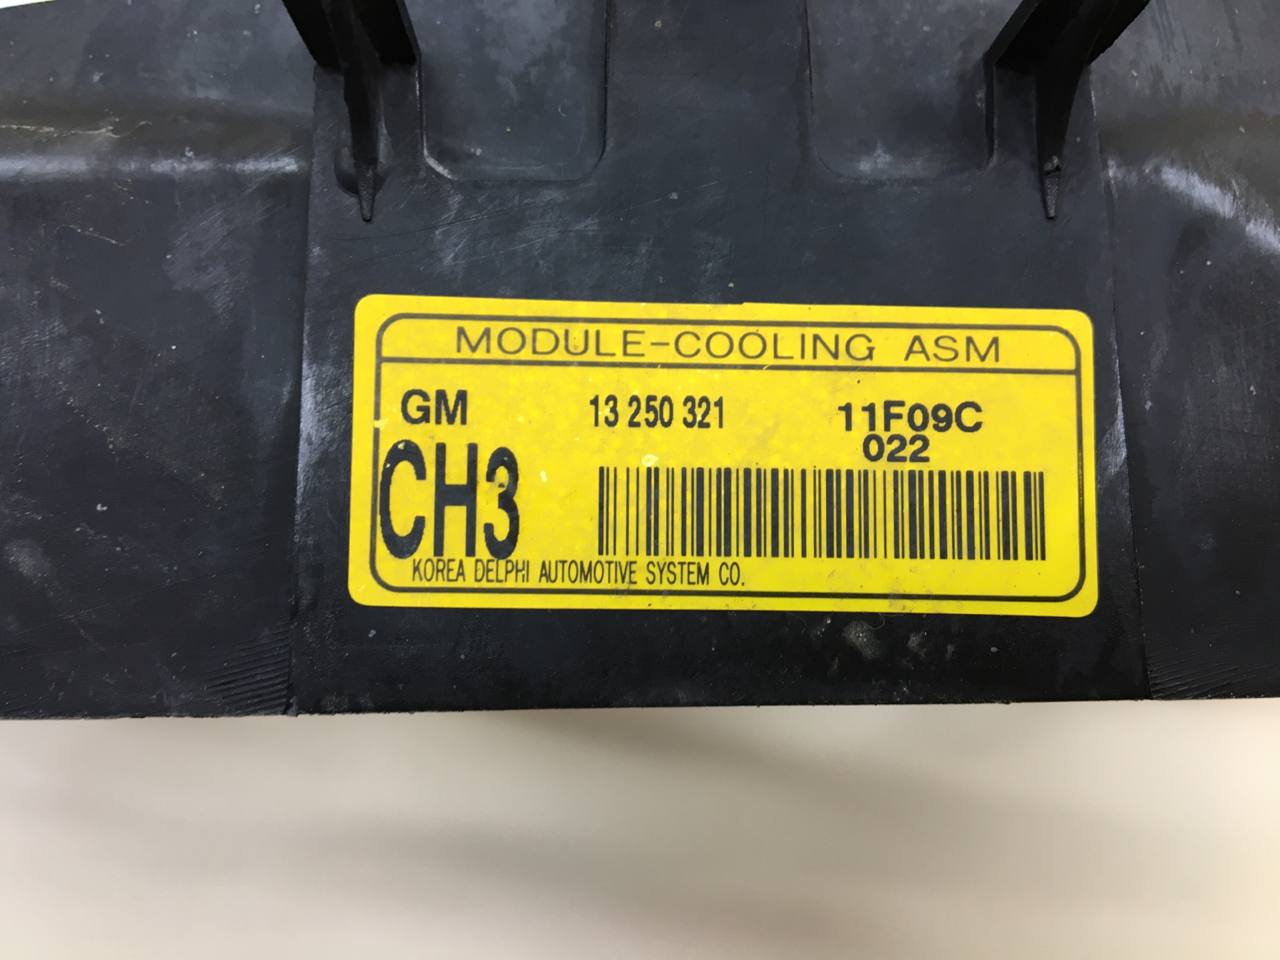 MODULE-COOLING ASM
GM 13 250 321 11F09C
022
CH3
KOREA DELPHI AUTOMOTIVE SYSTEM CO.